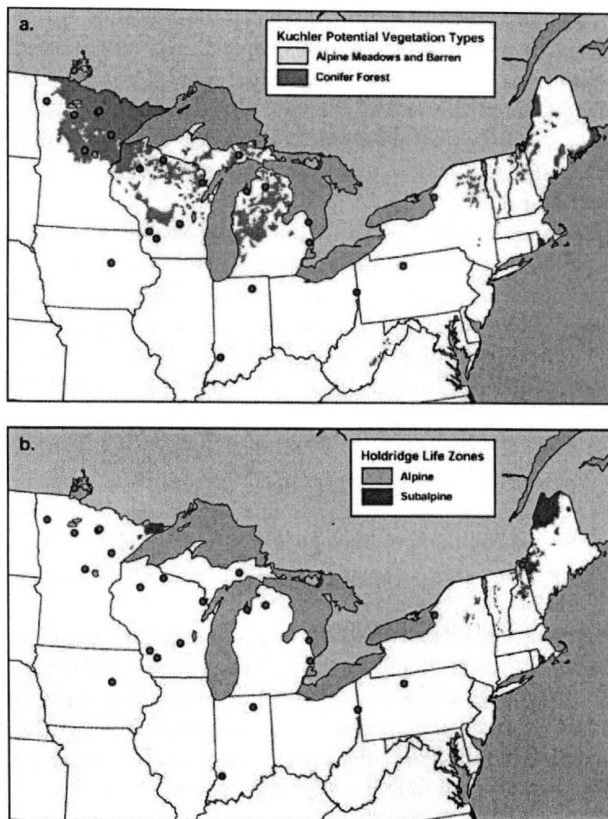 a.
Kuchler Potential Vegetation Types
Alpine Meadows and Barren
Conifer Forest
b.
Holdridge Life Zones
Alpine
Subalpine